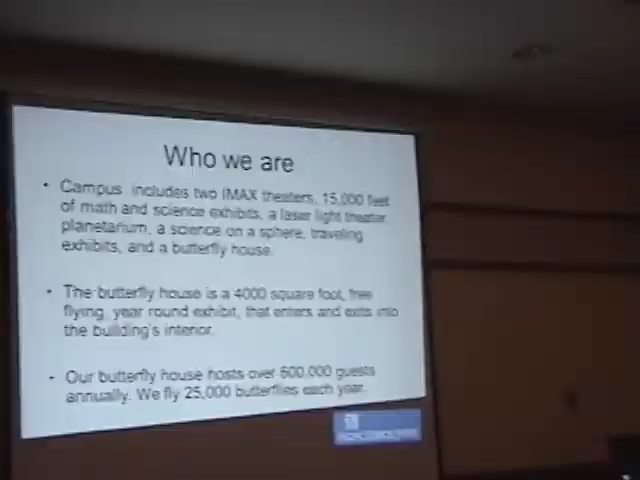 Who we are
• Campus includes two IMAX theaters, 15,000 feet
of math and science exhibits, a laser light theater,
planetarium, a science on a sphere, traveling
exhibits, and a butterfly house.
• The butterfly house is a 4000 square foot, free
flying, year round exhibit, that enters and exits into
the building's interior.
• Our butterfly house hosts over 600,000 guests
annually. We fly 25,000 butterflies each year.